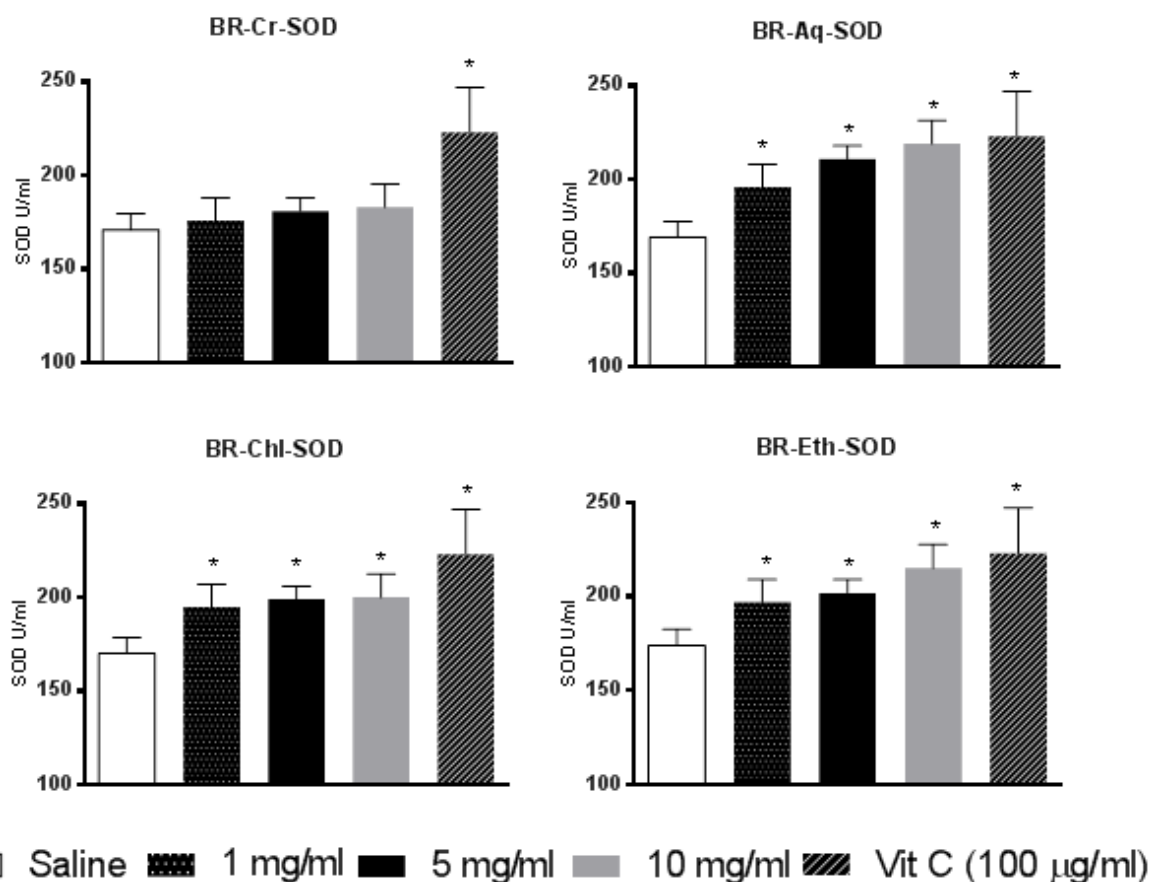 BR-Cr-SOD
*
250
200
150
100
SOD U/ml
BR-Aq-SOD
* * * *
250
200
150
100
SOD U/ml
BR-Chl-SOD
* * * *
250
200
150
100
SOD U/ml
BR-Eth-SOD
* * * *
250
200
150
100
SOD U/ml
Saline 1 mg/ml 5 mg/ml 10 mg/ml Vit C (100 µg/ml)